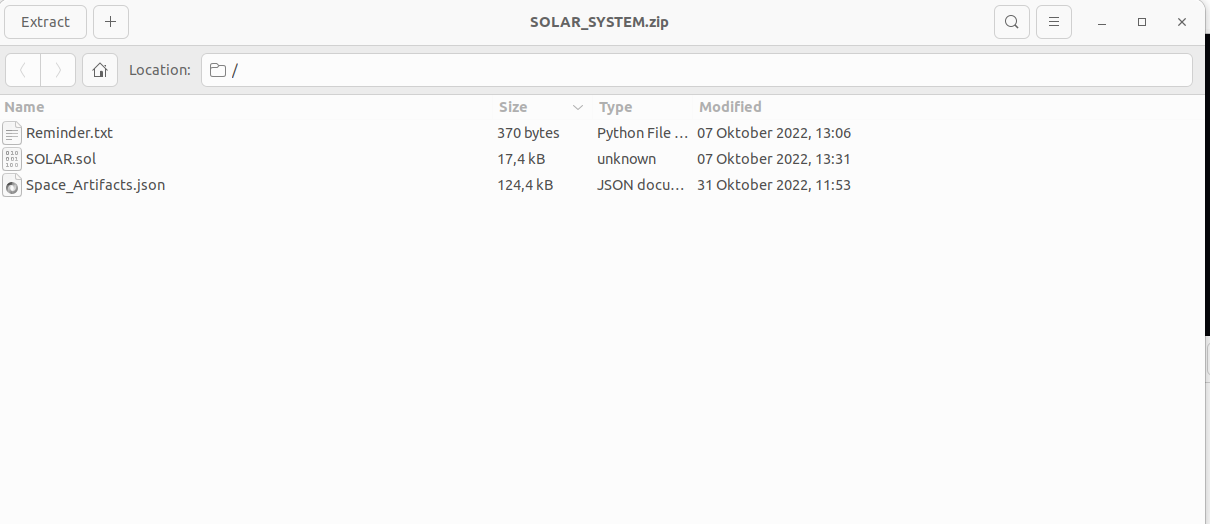 Extract
SOLAR_SYSTEM.zip
Location: /
Name Size Type Modified
Reminder.txt 370 bytes Python File ... 07 Oktober 2022, 13:06
SOLAR.sol 17,4 kB unknown 07 Oktober 2022, 13:31
Space_Artifacts.json 124,4 kB JSON docu... 31 Oktober 2022, 11:53